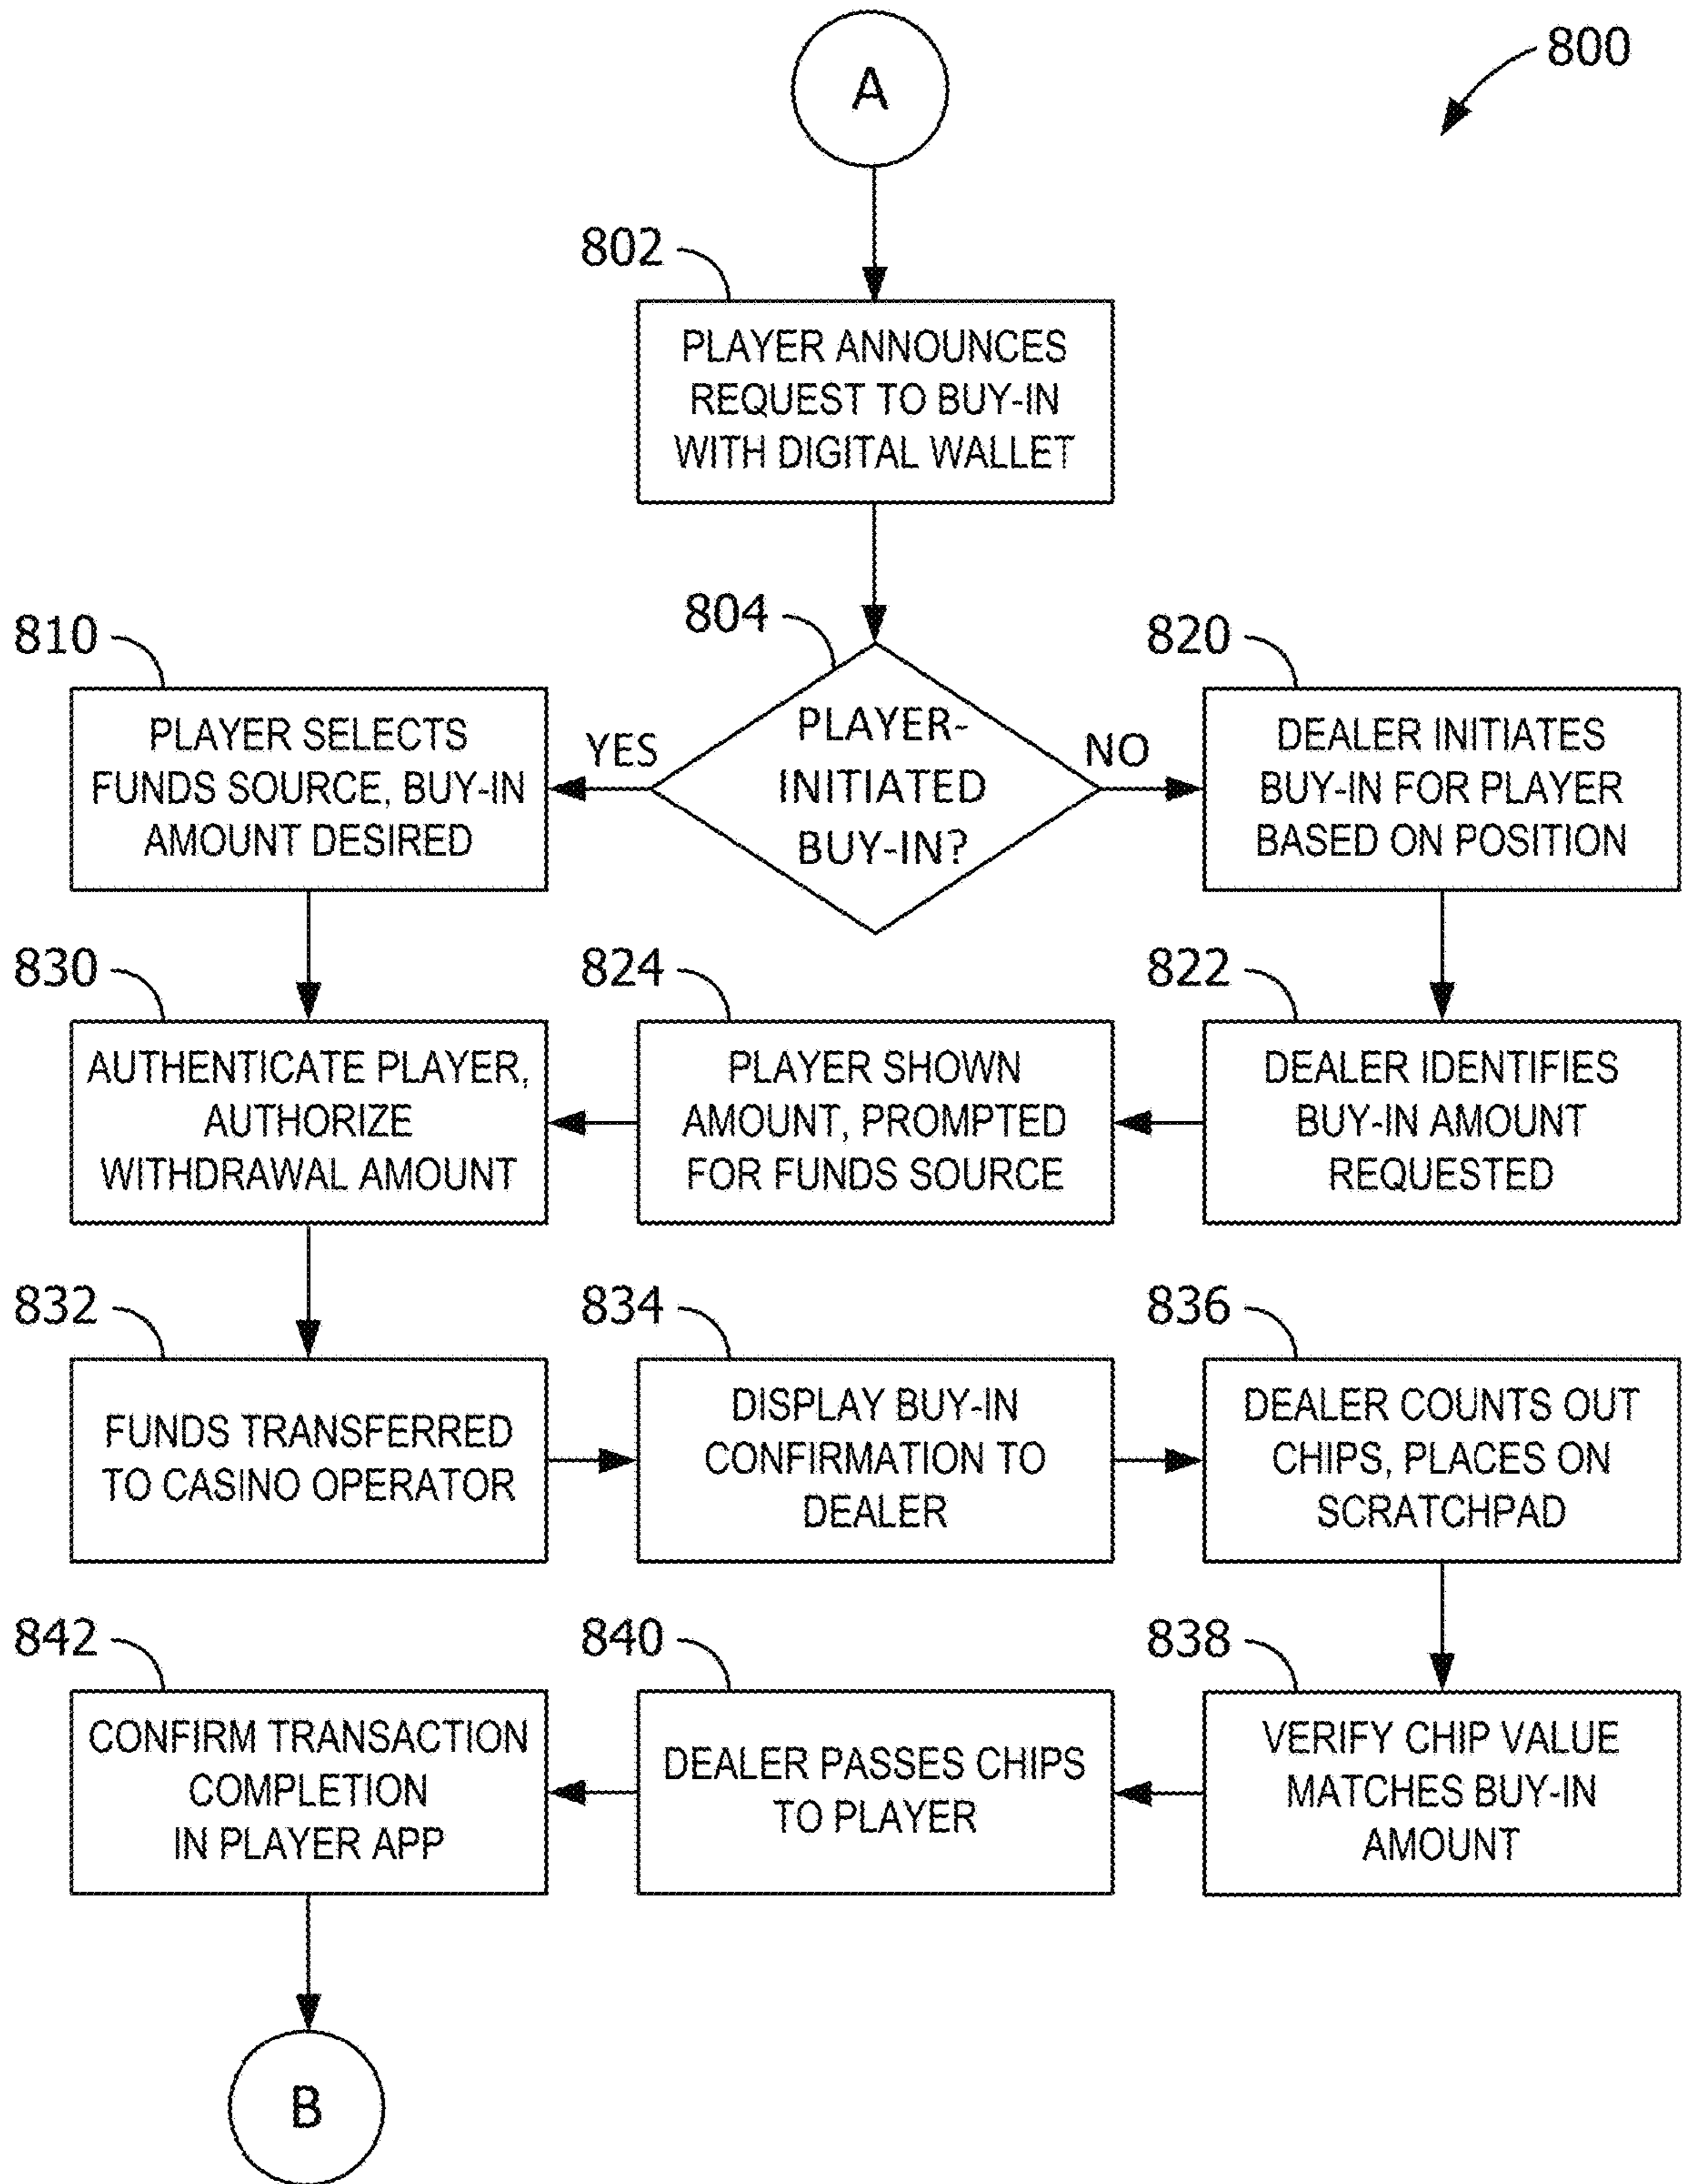 A
800
802
PLAYER ANNOUNCES
REQUEST TO BUY-IN
WITH DIGITAL WALLET
804
PLAYER-
INITIATED
BUY-IN?
YES
NO
810
PLAYER SELECTS
FUNDS SOURCE, BUY-IN
AMOUNT DESIRED
820
DEALER INITIATES
BUY-IN FOR PLAYER
BASED ON POSITION
830
AUTHENTICATE PLAYER,
AUTHORIZE
WITHDRAWAL AMOUNT
824
PLAYER SHOWN
AMOUNT, PROMPTED
FOR FUNDS SOURCE
822
DEALER IDENTIFIES
BUY-IN AMOUNT
REQUESTED
832
FUNDS TRANSFERRED
TO CASINO OPERATOR
834
DISPLAY BUY-IN
CONFIRMATION TO
DEALER
836
DEALER COUNTS OUT
CHIPS, PLACES ON
SCRATCHPAD
842
CONFIRM TRANSACTION
COMPLETION
IN PLAYER APP
840
DEALER PASSES CHIPS
TO PLAYER
838
VERIFY CHIP VALUE
MATCHES BUY-IN
AMOUNT
B